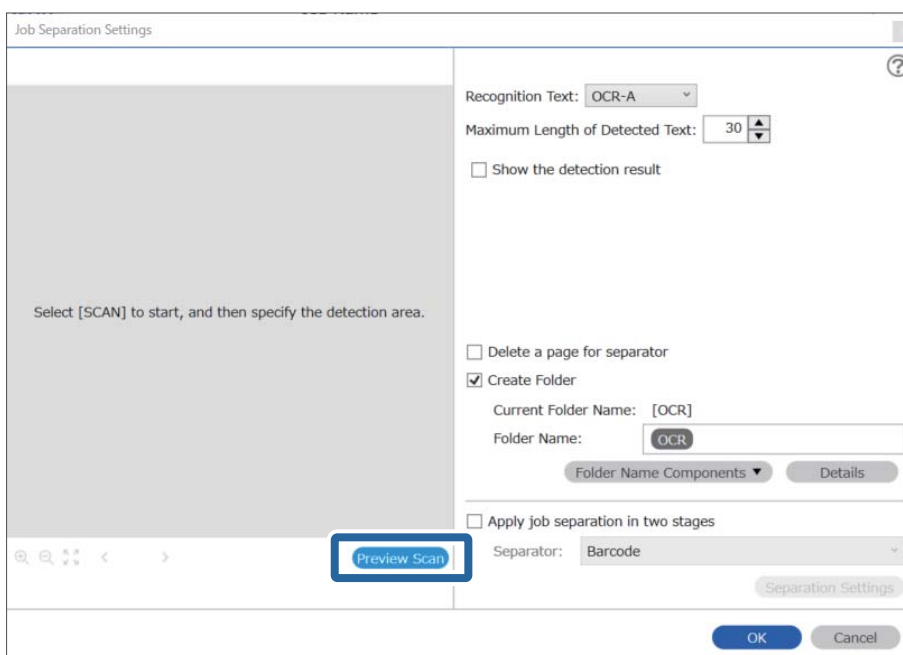 Job Separation Settings
Recognition Text: OCR-A
Maximum Length of Detected Text: 30
Show the detection result
Select [SCAN] to start, and then specify the detection area.
Delete a page for separator
Create Folder
Current Folder Name: [OCR]
Folder Name: OCR
Folder Name Components ▼ Details
Apply job separation in two stages
Preview Scan Separator: Barcode
Separation Settings
OK Cancel